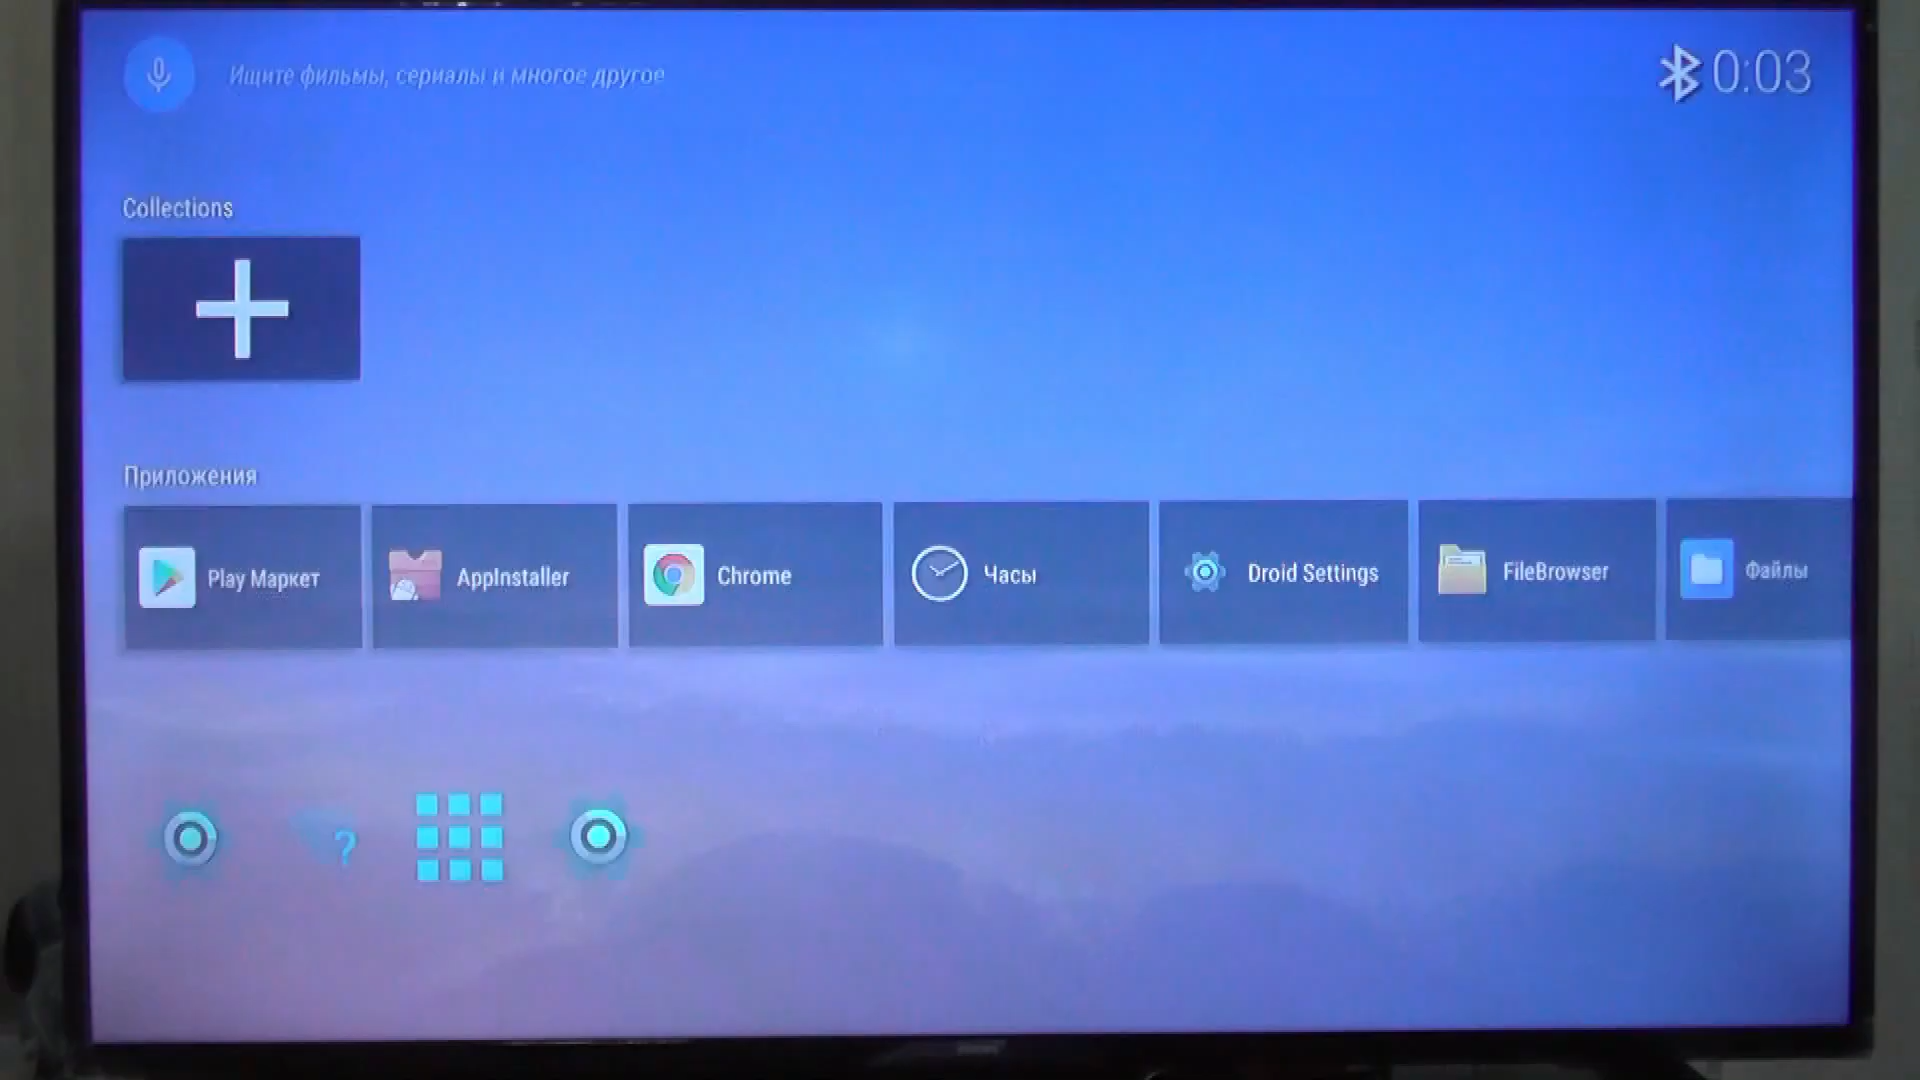 Ищите фильмы, сериалы и многое другое
0:03
Collections
Приложения
Play Маркет
AppInstaller
Chrome
Часы
Droid Settings
FileBrowser
Файлы
?